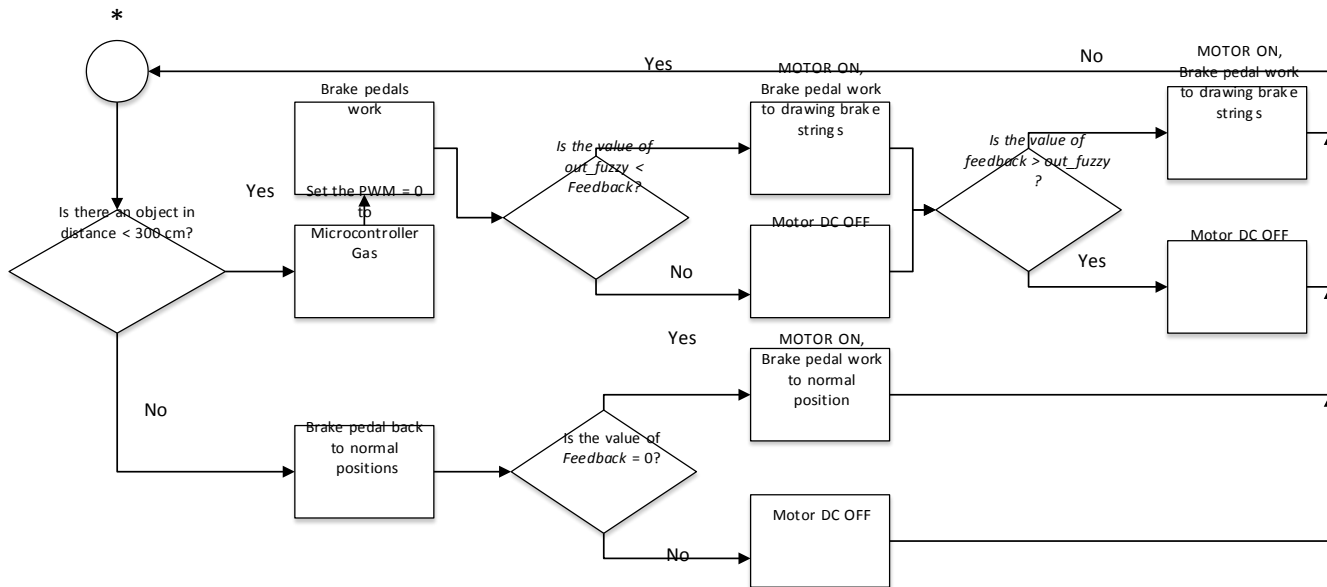 *
Yes
No
Brake pedals
work
MOTOR ON,
Brake pedal work
to drawing brake
strings
MOTOR ON,
Brake pedal work
to drawing brake
strings
Is the value of
out_fuzzy <
Feedback?
Is the value of
feedback > out_fuzzy
?
Yes
Set the PWM = 0
to
Microcontroller
Gas
Is there an object in
distance < 300 cm?
Motor DC OFF
No
Motor DC OFF
Yes
Yes
MOTOR ON,
Brake pedal work
to normal
position
No
Brake pedal back
to normal
positions
Is the value of
Feedback = 0?
Motor DC OFF
No